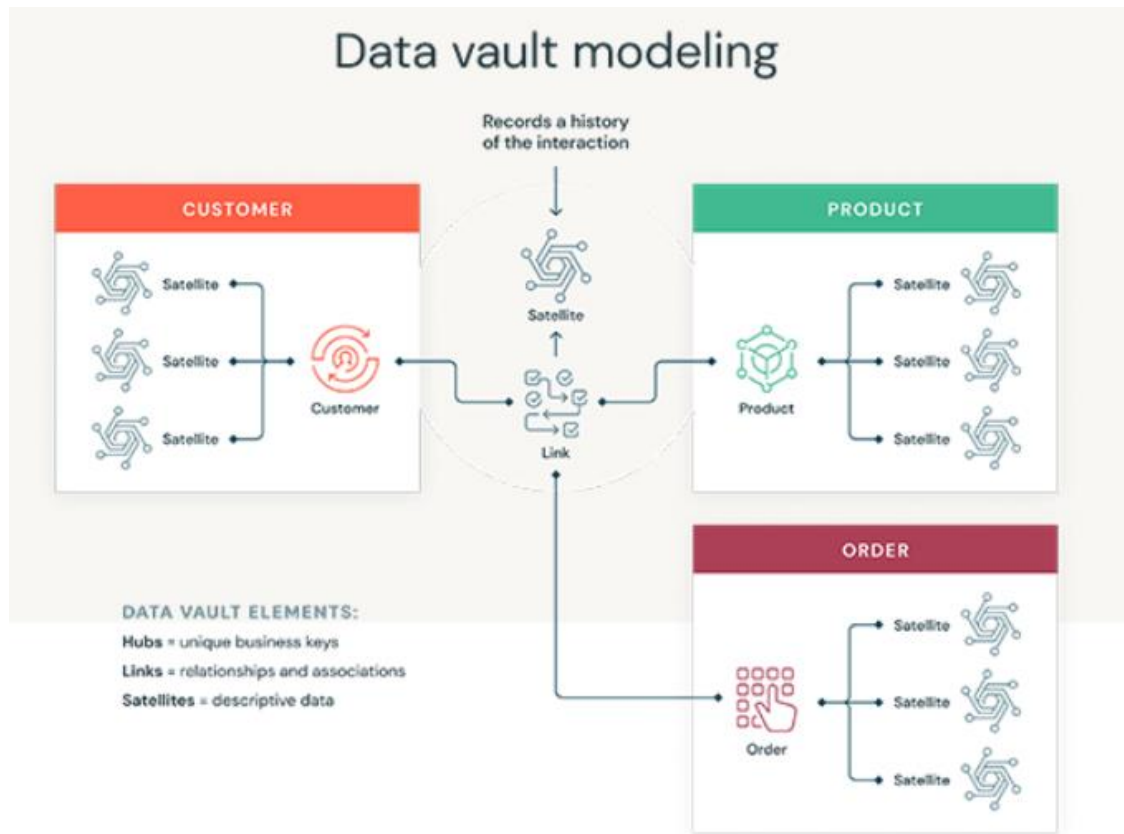 Data vault modeling
Records a history
of the interaction
CUSTOMER
Satellite
Satellite
Satellite
Customer
Satellite
Link
PRODUCT
Product
Satellite
Satellite
Satellite
ORDER
Order
Satellite
Satellite
Satellite
DATA VAULT ELEMENTS:
Hubs = unique business keys
Links = relationships and associations
Satellites = descriptive data